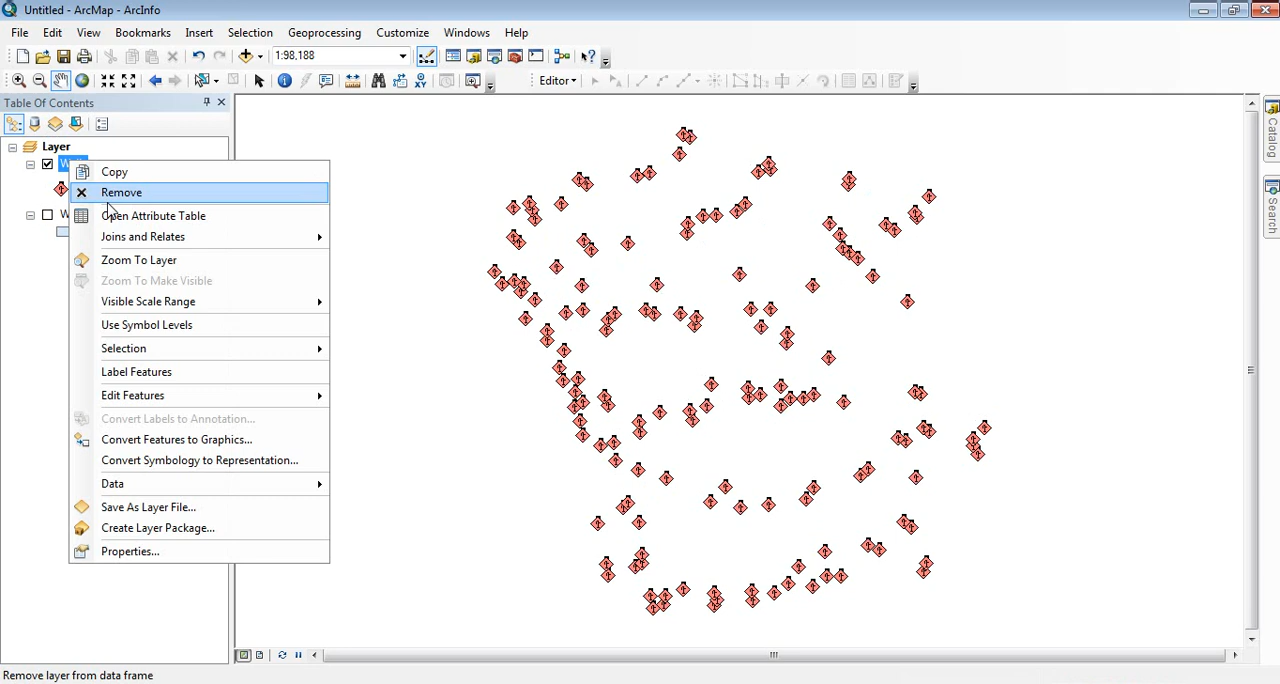 Untitled - ArcMap - ArcInfo
File Edit View Bookmarks Insert Selection Geoprocessing Customize Windows Help
1:98,188
Editor
Table Of Contents
Layer
Copy
Remove
Open Attribute Table
Joins and Relates
Zoom To Layer
Zoom To Make Visible
Visible Scale Range
Use Symbol Levels
Selection
Label Features
Edit Features
Convert Labels to Annotation...
Convert Features to Graphics...
Convert Symbology to Representation...
Data
Save As Layer File...
Create Layer Package...
Properties...
Catalog
Search
Remove layer from data frame